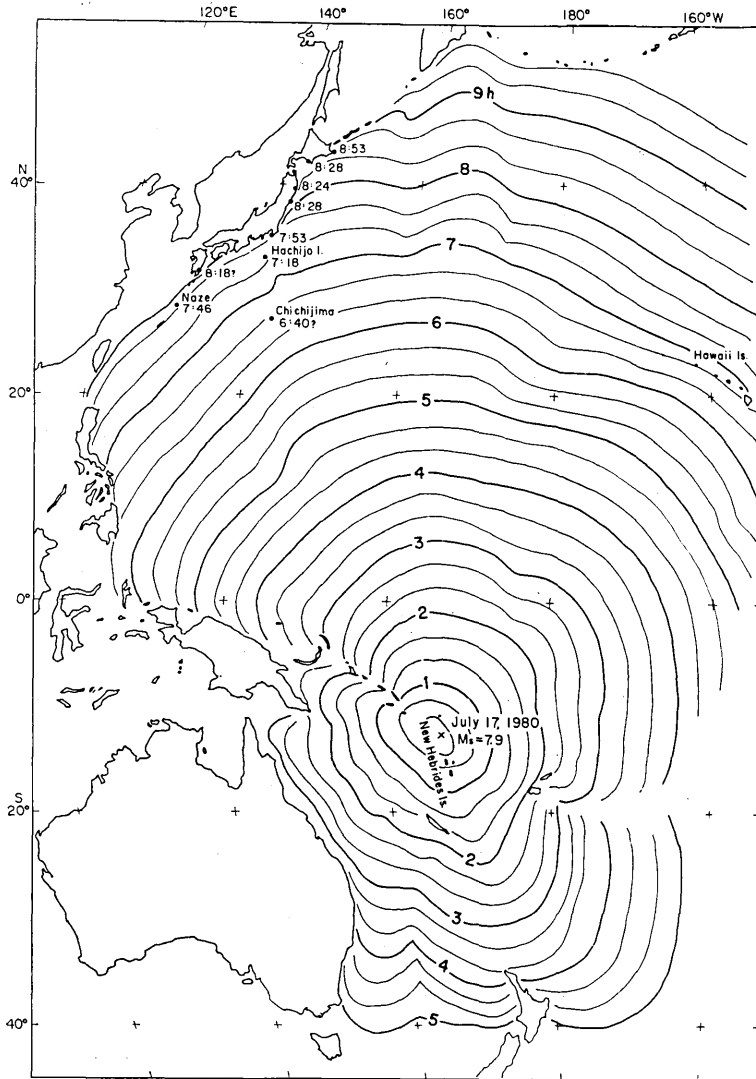 120°E 140° 160° 180° 160°W
N
40°
20°
0°
S
20°
40°
9h
8:53
8:28
8:24
8:28
8
7:53
Hachijo I.
7:18
7
8:18?
Naze
7:46
Chichijima
6:40?
6
Hawaii Is.
5
4
3
2
1
July 17, 1980
Ms=7.9
New Hebrides Is.
2
3
4
5